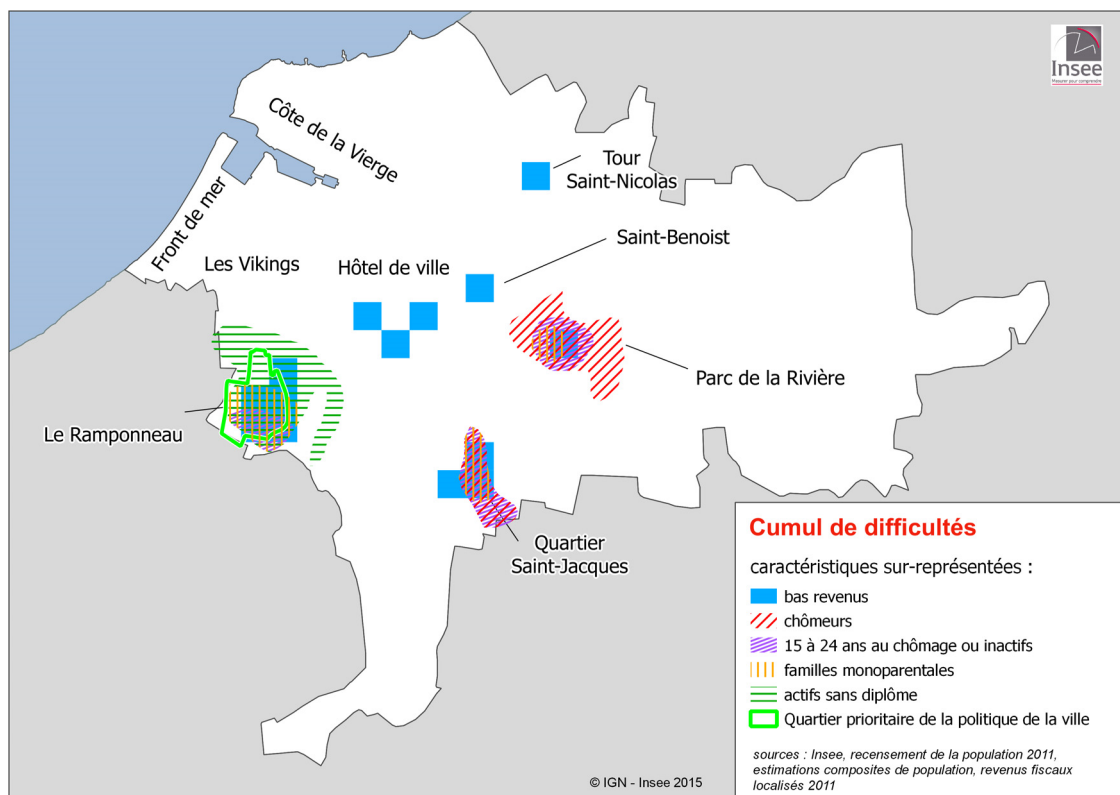 Insee
Mesurer pour comprendre
Côte de la Vierge
Front de mer
Tour
Saint-Nicolas
Saint-Benoist
Les Vikings
Hôtel de ville
Parc de la Rivière
Le Ramponneau
Quartier
Saint-Jacques
Cumul de difficultés
caractéristiques sur-représentées :
bas revenus
chômeurs
15 à 24 ans au chômage ou inactifs
familles monoparentales
actifs sans diplôme
Quartier prioritaire de la politique de la ville
sources : Insee, recensement de la population 2011,
estimations composites de population, revenus fiscaux
localisés 2011
© IGN - Insee 2015